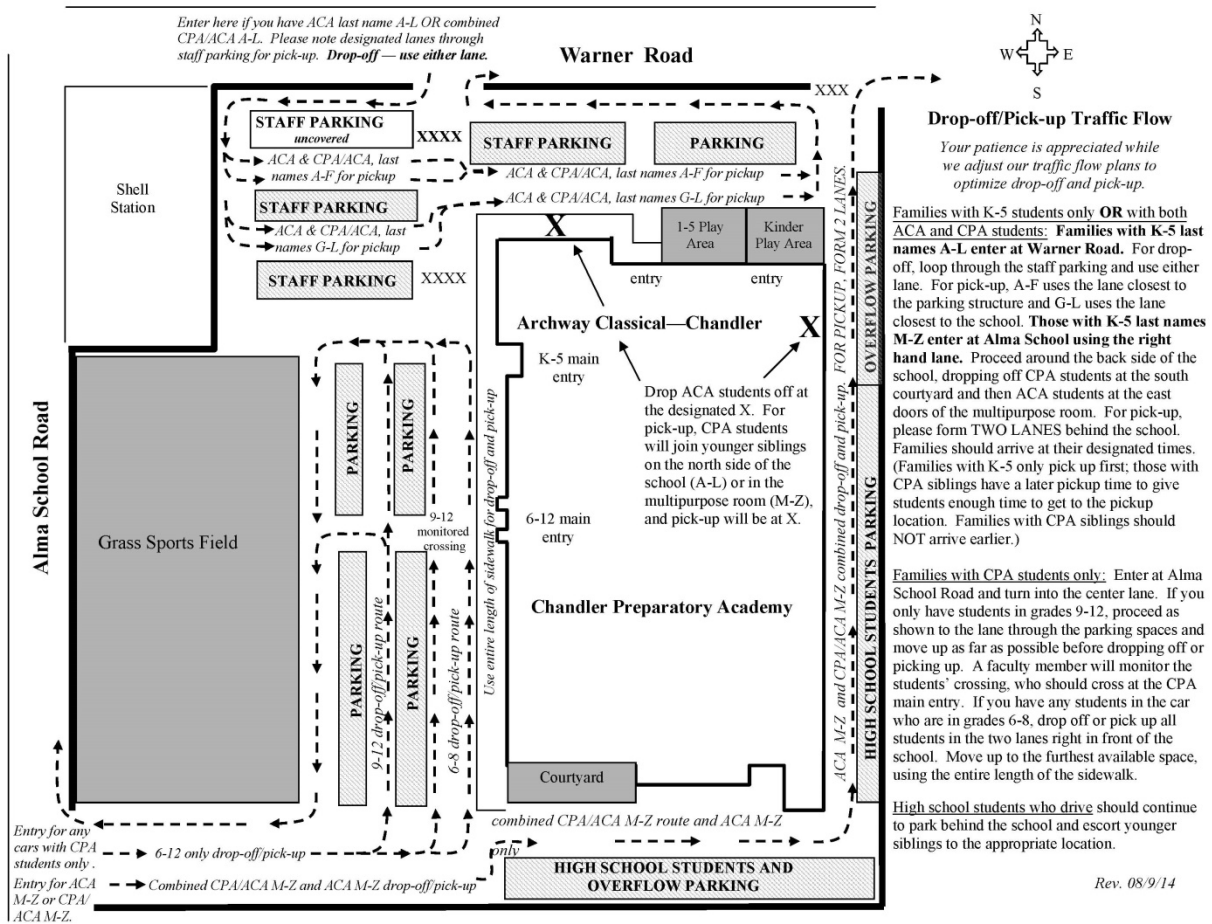 Enter here if you have ACA last name A-L OR combined
CPA/ACA A-L. Please note designated lanes through
staff parking for pick-up. Drop-off — use either lane.
Warner Road
N
W
E
S
XXX
Shell
Station
STAFF PARKING
uncovered
XXXX
STAFF PARKING
PARKING
ACA & CPA/ACA, last
names A-F for pickup
ACA & CPA/ACA, last names A-F for pickup
STAFF PARKING
ACA & CPA/ACA, last names G-L for pickup
ACA & CPA/ACA, last
names G-L for pickup
STAFF PARKING
XXXX
X
1-5 Play
Area
Kinder
Play Area
entry
entry
Archway Classical—Chandler
X
K-5 main
entry
Drop ACA students off at
the designated X. For
pick-up, CPA students
will join younger siblings
on the north side of the
school (A-L) or in the
multipurpose room (M-Z),
and pick-up will be at X.
Alma School Road
Grass Sports Field
PARKING
PARKING
PARKING
PARKING
9-12
monitored
crossing
9-12 drop-off/pick-up route
6-8 drop-off/pick-up route
Use entire length of sidewalk for drop-off and pick-up
6-12 main
entry
Chandler Preparatory Academy
Courtyard
ACA M-Z and CPA/ACA M-Z combined drop-off and pick-up. FOR PICKUP, FORM 2 LANES.
OVERFLOW PARKING
HIGH SCHOOL STUDENTS PARKING
combined CPA/ACA M-Z route and ACA M-Z
only
Entry for any
cars with CPA
students only .
6-12 only drop-off/pick-up
Entry for ACA
M-Z or CPA/
ACA M-Z.
Combined CPA/ACA M-Z and ACA M-Z drop-off/pick-up
HIGH SCHOOL STUDENTS AND
OVERFLOW PARKING
Drop-off/Pick-up Traffic Flow
Your patience is appreciated while
we adjust our traffic flow plans to
optimize drop-off and pick-up.
Families with K-5 students only OR with both
ACA and CPA students: Families with K-5 last
names A-L enter at Warner Road. For drop-
off, loop through the staff parking and use either
lane. For pick-up, A-F uses the lane closest to
the parking structure and G-L uses the lane
closest to the school. Those with K-5 last names
M-Z enter at Alma School using the right
hand lane. Proceed around the back side of the
school, dropping off CPA students at the south
courtyard and then ACA students at the east
doors of the multipurpose room. For pick-up,
please form TWO LANES behind the school.
Families should arrive at their designated times.
(Families with K-5 only pick up first; those with
CPA siblings have a later pickup time to give
students enough time to get to the pickup
location. Families with CPA siblings should
NOT arrive earlier.)
Families with CPA students only: Enter at Alma
School Road and turn into the center lane. If you
only have students in grades 9-12, proceed as
shown to the lane through the parking spaces and
move up as far as possible before dropping off or
picking up. A faculty member will monitor the
students' crossing, who should cross at the CPA
main entry. If you have any students in the car
who are in grades 6-8, drop off or pick up all
students in the two lanes right in front of the
school. Move up to the furthest available space,
using the entire length of the sidewalk.
High school students who drive should continue
to park behind the school and escort younger
siblings to the appropriate location.
Rev. 08/9/14